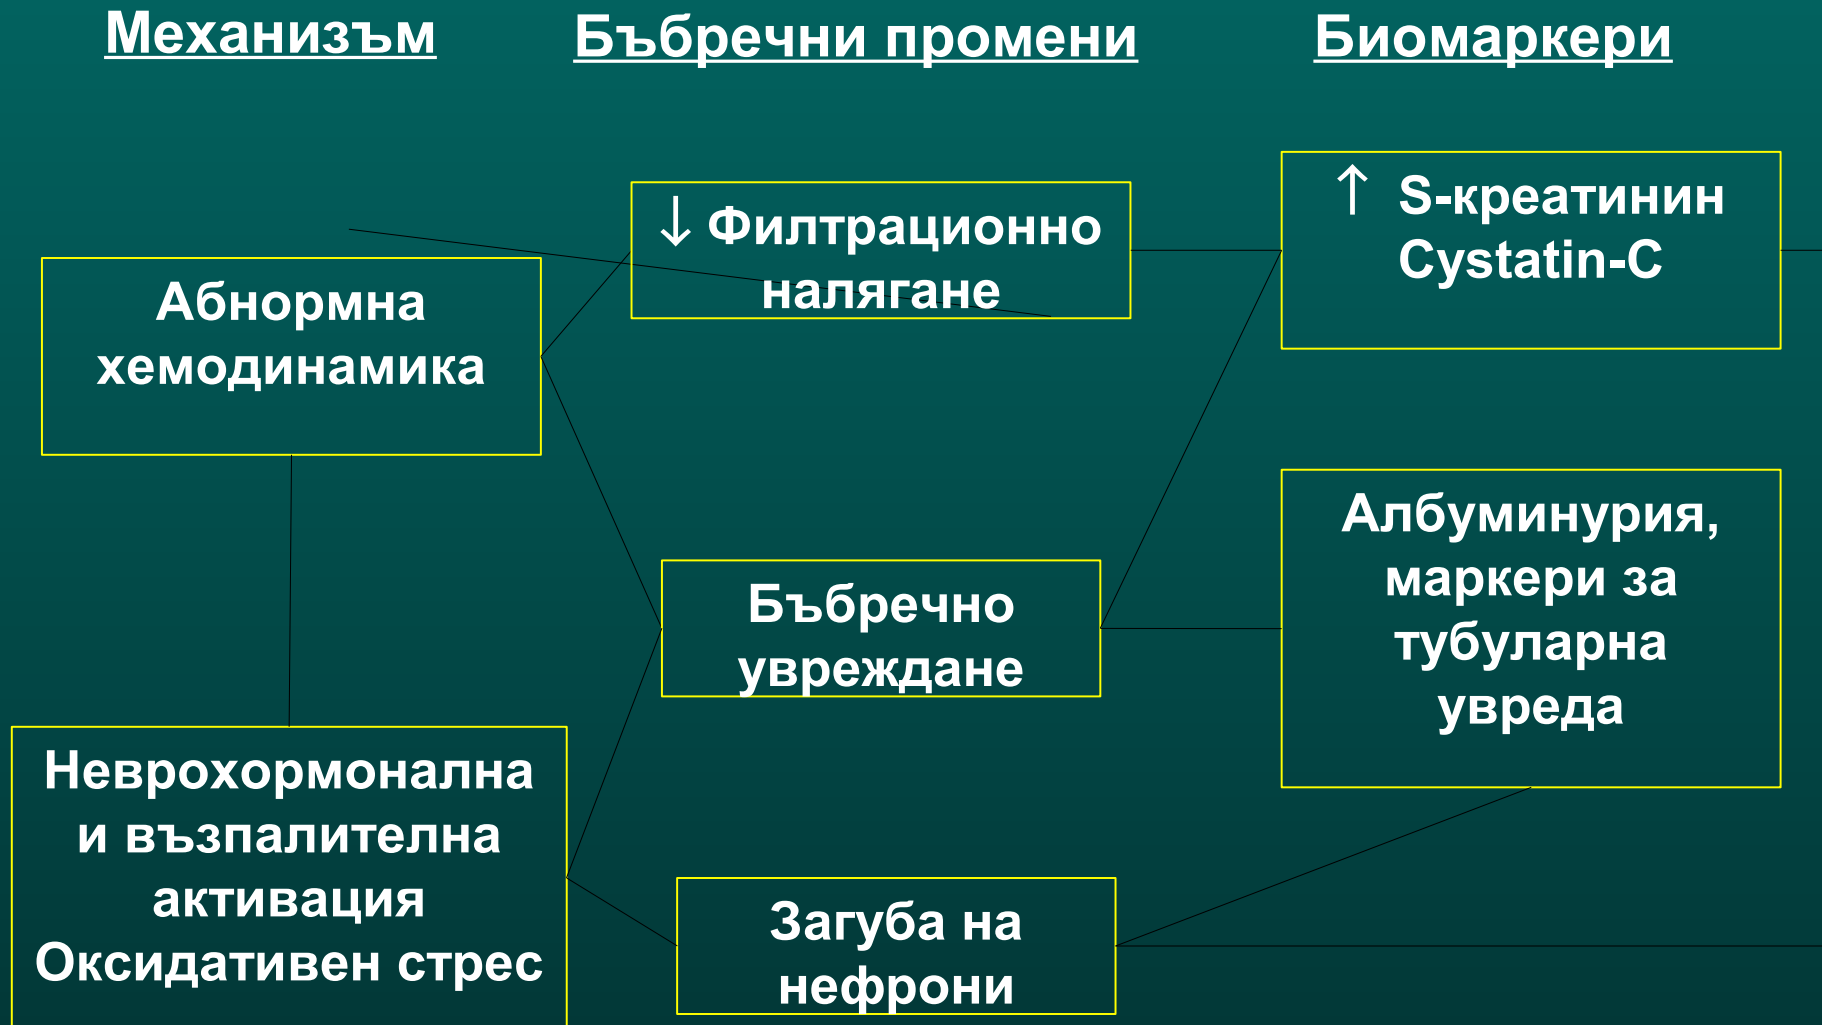 Механизъм
Бъбречни промени
Биомаркери
Абнормна
хемодинамика
Неврохормонална
и възпалителна
активация
Оксидативен стрес
↓ Филтрационно
налягане
Бъбречно
увреждане
Загуба на
нефрони
↑ S-креатинин
Cystatin-C
Албуминурия,
маркери за
тубуларна
увреда